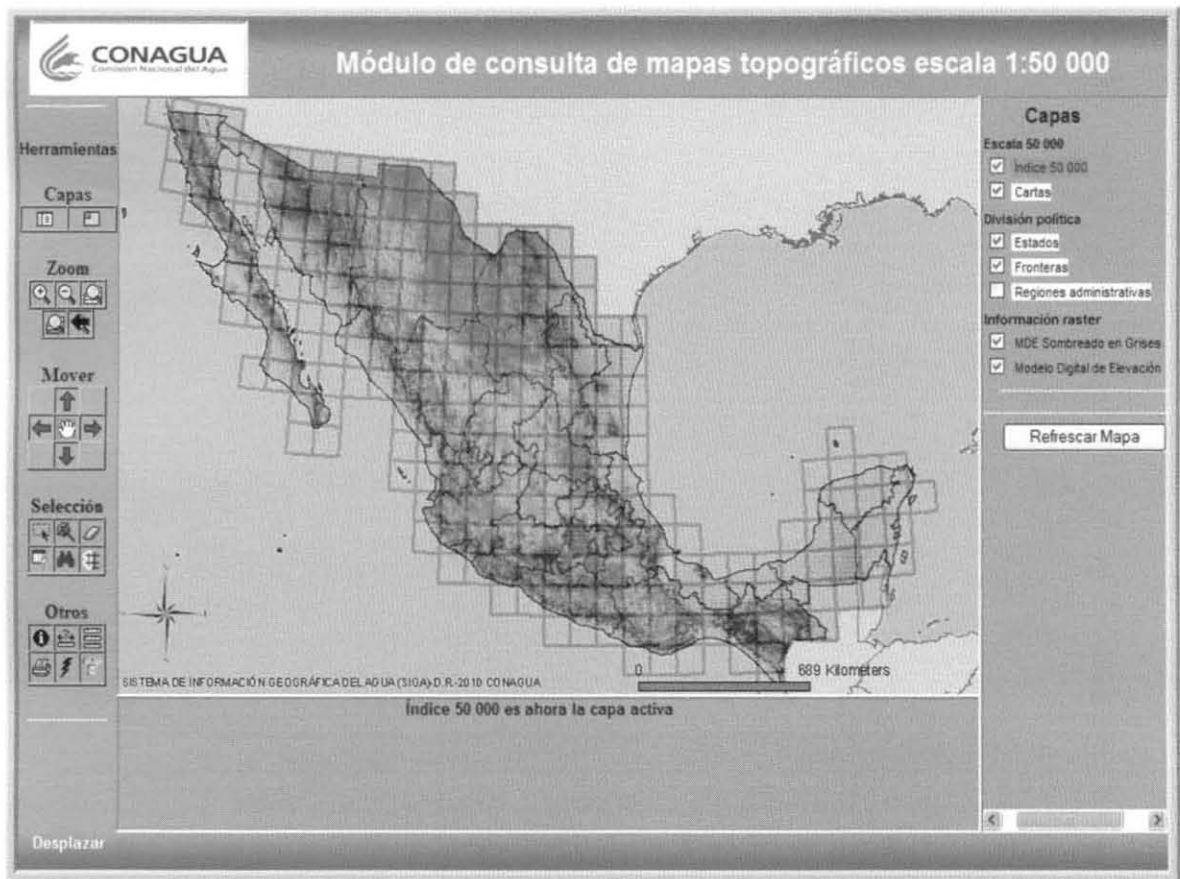 CONAGUA
Comisión Nacional del Agua
Módulo de consulta de mapas topográficos escala 1:50 000
Herramientas
Capas
Zoom
Mover
Selección
Otros
Desplazar
SISTEMA DE INFORMACIÓN GEOGRÁFICA DEL AGUA (SIGA)-D.R.-2010 CONAGUA
0
689 Kilometers
Índice 50 000 es ahora la capa activa
Capas
Escala 50 000
Índice 50 000
Cartas
División política
Estados
Fronteras
Regiones administrativas
Información raster
MDE Sombreado en Grises
Modelo Digital de Elevación
Refrescar Mapa